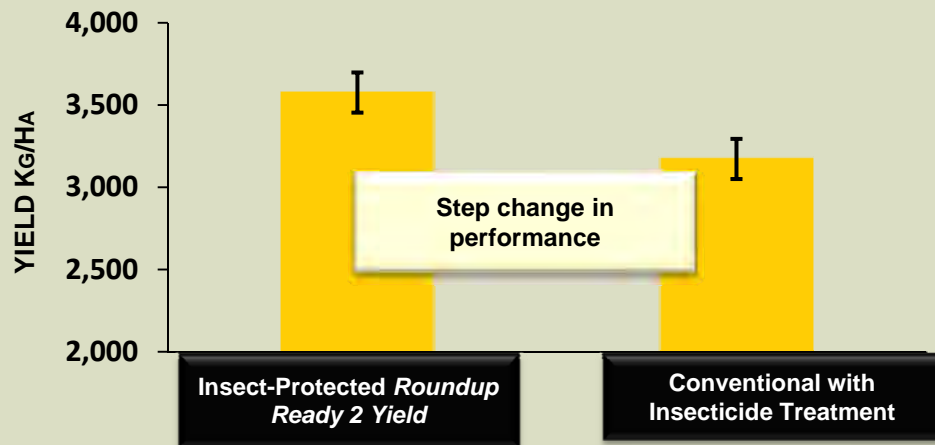 4,000
3,500
3,000
2,500
2,000
YIELD KG/HA
Step change in
performance
Insect-Protected Roundup
Ready 2 Yield
Conventional with
Insecticide Treatment